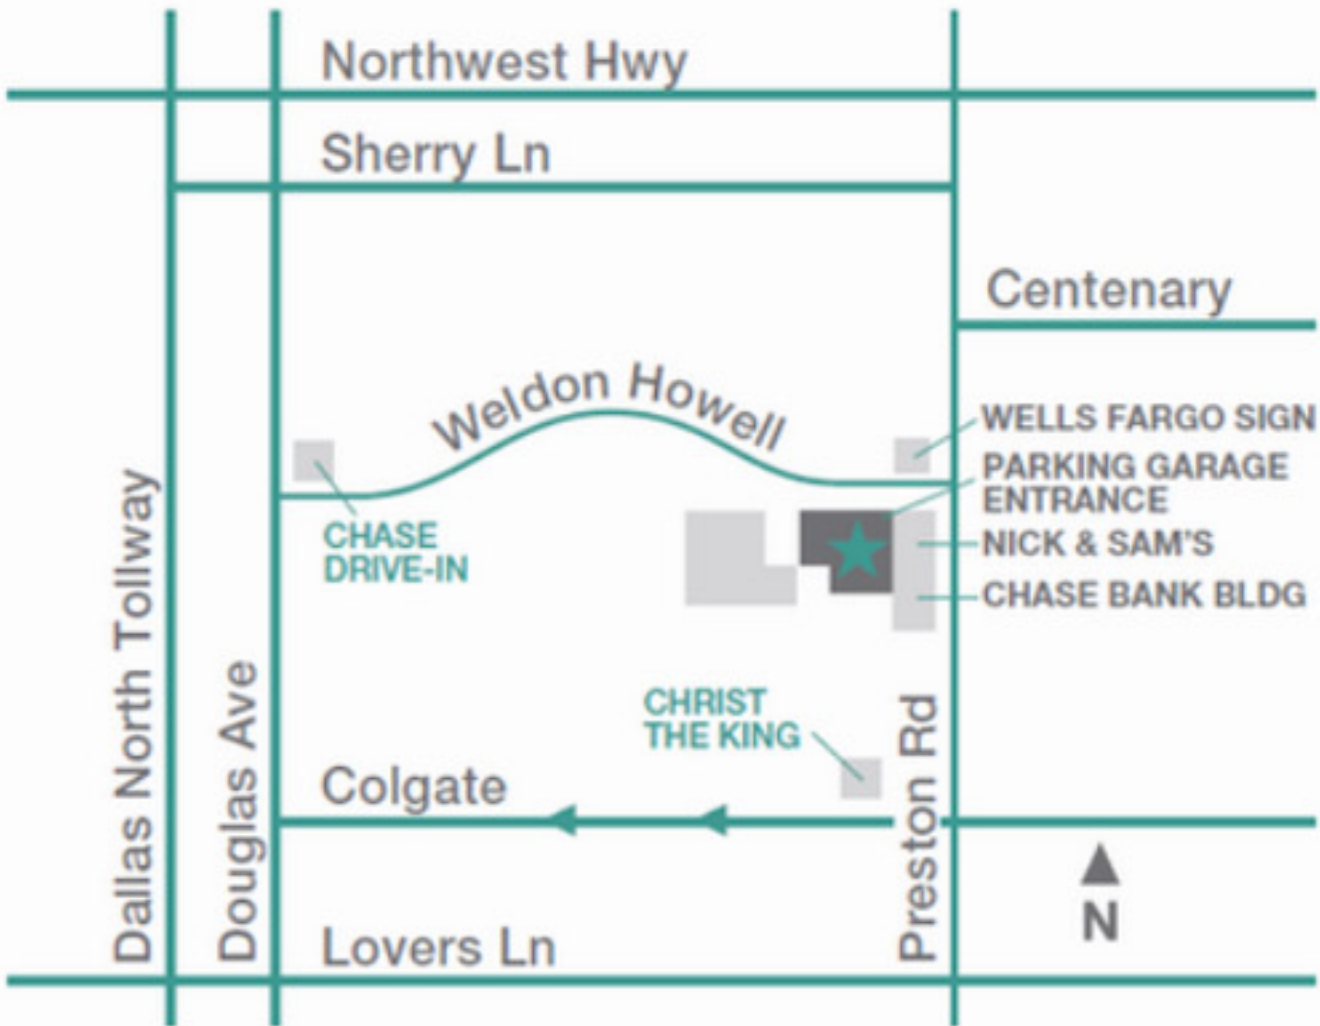 Northwest Hwy
Sherry Ln
Centenary
Weldon Howell
WELLS FARGO SIGN
PARKING GARAGE
ENTRANCE
NICK & SAM'S
CHASE BANK BLDG
CHASE
DRIVE-IN
CHRIST
THE KING
Dallas North Tollway
Douglas Ave
Preston Rd
Colgate
N
Lovers Ln